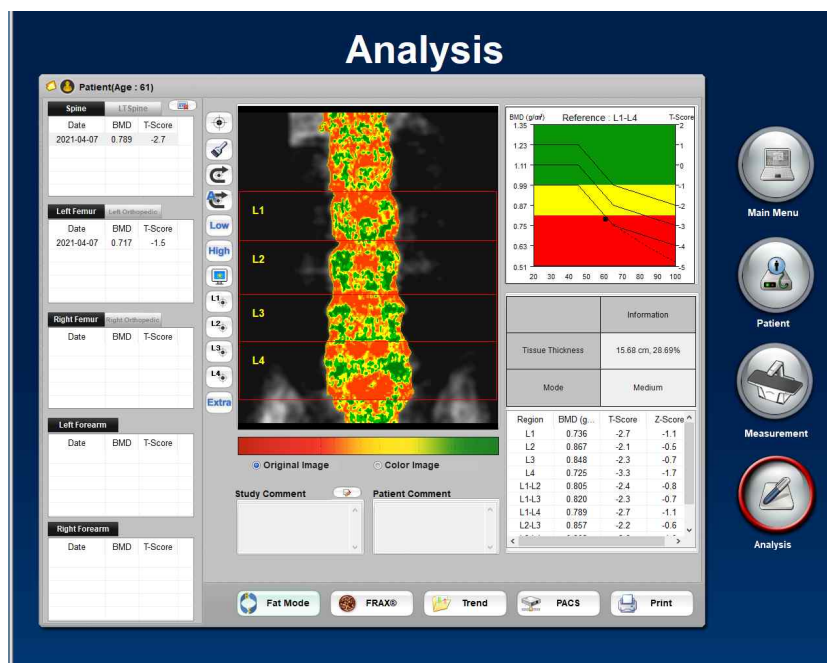 Analysis
Patient(Age : 61)
Spine LT Spine
Date BMD T-Score
2021-04-07 0.789 -2.7
Left Femur Left Orthopedic
Date BMD T-Score
2021-04-07 0.717 -1.5
Right Femur Right Orthopedic
Date BMD T-Score
Left Forearm
Date BMD T-Score
Right Forearm
Date BMD T-Score
Low
High
L1
L2
L3
L4
Extra
L1
L2
L3
L4
Original Image Color Image
Study Comment Patient Comment
BMD (g/㎠) Reference : L1-L4 T-Score
1.35 2
1.23 1
1.11 0
0.99 -1
0.87 -2
0.75 -3
0.63 -4
0.51 -5
20 30 40 50 60 70 80 90 100
Information
Tissue Thickness 15.68 cm, 28.69%
Mode Medium
Region BMD (g... T-Score Z-Score
L1 0.736 -2.7 -1.1
L2 0.867 -2.1 -0.5
L3 0.848 -2.3 -0.7
L4 0.725 -3.3 -1.7
L1-L2 0.805 -2.4 -0.8
L1-L3 0.820 -2.3 -0.7
L1-L4 0.789 -2.7 -1.1
L2-L3 0.857 -2.2 -0.6
Fat Mode FRAX® Trend PACS Print
Main Menu
Patient
Measurement
Analysis